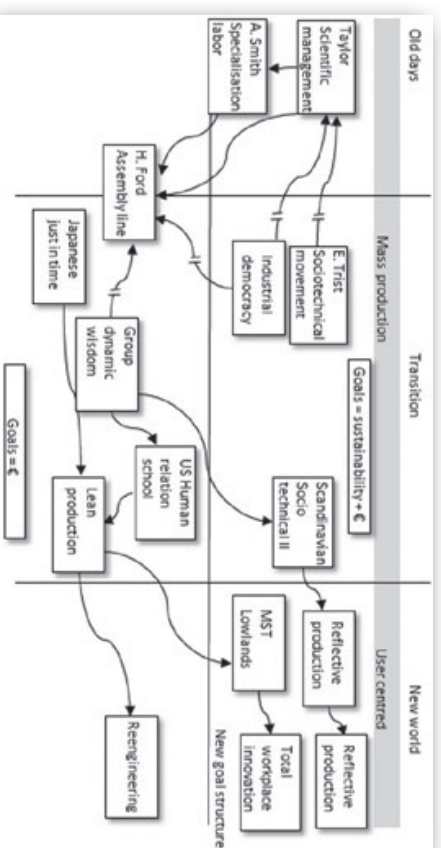 Old days
Transition
New world
Mass production
User centred
Taylor
Scientific
management
A. Smith
Specialisation
labor
H. Ford
Assembly line
E. Trist
Sociotechnical
movement
Industrial
democracy
Goals = sustainability + €
Scandinavian
Socio
technical II
Reflective
production
Reflective
production
MST
Lowlands
Total
workplace
innovation
New goal structure
Japanese
just in time
Group
dynamic
wisdom
US Human
relation
school
Lean
production
Reengineering
Goals = €